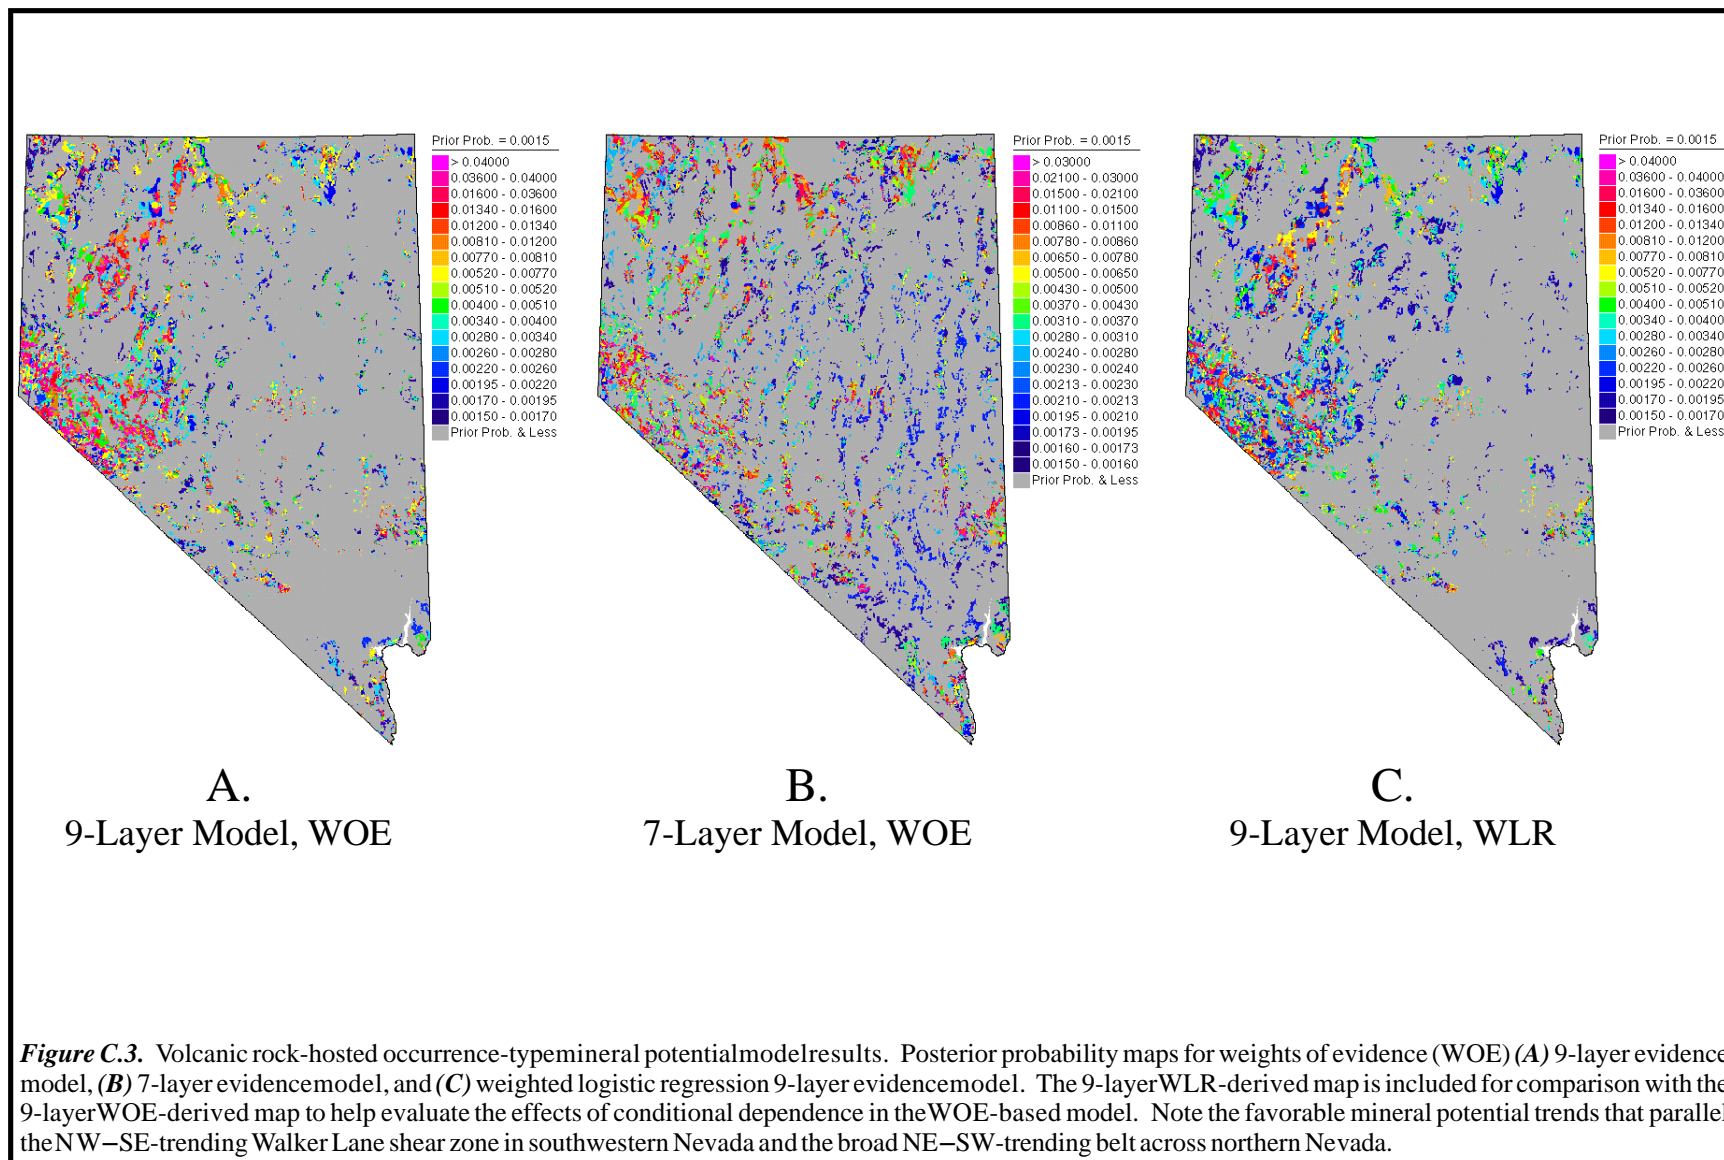 Prior Prob. = 0.0015
> 0.04000
0.03600 - 0.04000
0.01600 - 0.03600
0.01340 - 0.01600
0.01200 - 0.01340
0.00810 - 0.01200
0.00770 - 0.00810
0.00520 - 0.00770
0.00510 - 0.00520
0.00400 - 0.00510
0.00340 - 0.00400
0.00280 - 0.00340
0.00260 - 0.00280
0.00220 - 0.00260
0.00195 - 0.00220
0.00170 - 0.00195
0.00150 - 0.00170
Prior Prob. & Less
A.
9-Layer Model, WOE
Prior Prob. = 0.0015
> 0.03000
0.02100 - 0.03000
0.01500 - 0.02100
0.01100 - 0.01500
0.00860 - 0.01100
0.00780 - 0.00860
0.00650 - 0.00780
0.00500 - 0.00650
0.00430 - 0.00500
0.00370 - 0.00430
0.00310 - 0.00370
0.00280 - 0.00310
0.00240 - 0.00280
0.00230 - 0.00240
0.00213 - 0.00230
0.00210 - 0.00213
0.00195 - 0.00210
0.00173 - 0.00195
0.00160 - 0.00173
0.00150 - 0.00160
Prior Prob. & Less
B.
7-Layer Model, WOE
Prior Prob. = 0.0015
> 0.04000
0.03600 - 0.04000
0.01600 - 0.03600
0.01340 - 0.01600
0.01200 - 0.01340
0.00810 - 0.01200
0.00770 - 0.00810
0.00520 - 0.00770
0.00510 - 0.00520
0.00400 - 0.00510
0.00340 - 0.00400
0.00280 - 0.00340
0.00260 - 0.00280
0.00220 - 0.00260
0.00195 - 0.00220
0.00170 - 0.00195
0.00150 - 0.00170
Prior Prob. & Less
C.
9-Layer Model, WLR
Figure C.3. Volcanic rock-hosted occurrence-type mineral potential model results. Posterior probability maps for weights of evidence (WOE) (A) 9-layer evidence
model, (B) 7-layer evidence model, and (C) weighted logistic regression 9-layer evidence model. The 9-layer WLR-derived map is included for comparison with the
9-layer WOE-derived map to help evaluate the effects of conditional dependence in the WOE-based model. Note the favorable mineral potential trends that parallel
the NW−SE-trending Walker Lane shear zone in southwestern Nevada and the broad NE−SW-trending belt across northern Nevada.